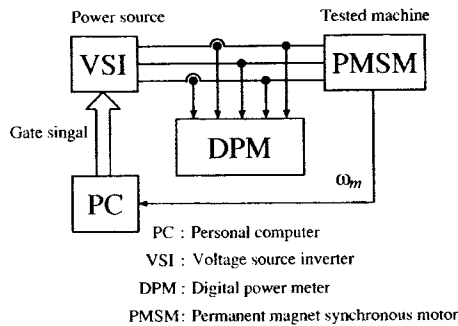 Power source
Tested machine
VSI
PMSM
Gate singal
DPM
ωm
PC
PC : Personal computer
VSI : Voltage source inverter
DPM : Digital power meter
PMSM : Permanent magnet synchronous motor